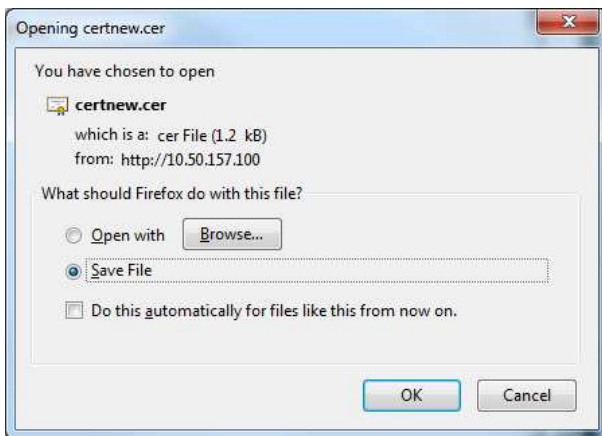 Opening certnew.cer
You have chosen to open
certnew.cer
which is a: cer File (1.2 kB)
from: http://10.50.157.100
What should Firefox do with this file?
Open with Browse...
Save File
Do this automatically for files like this from now on.
OK Cancel